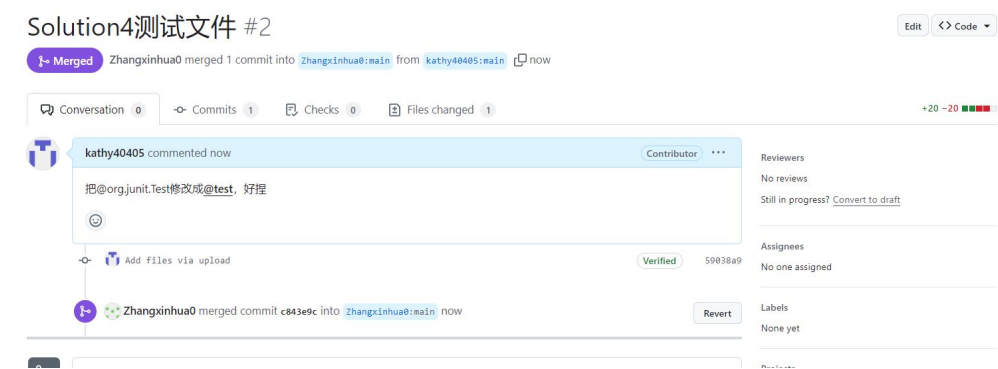 Solution4测试文件 #2
Edit
Code
Merged
Zhangxinhua0 merged 1 commit into Zhangxinhua0:main from kathy40405:main now
Conversation 0
Commits 1
Checks 0
Files changed 1
+20 −20
kathy40405 commented now
Contributor
把@org.junit.Test修改成@test，好捏
Reviewers
No reviews
Still in progress? Convert to draft
Add files via upload
Verified
59038a9
Assignees
No one assigned
Zhangxinhua0 merged commit c843e9c into Zhangxinhua0:main now
Revert
Labels
None yet
Projects